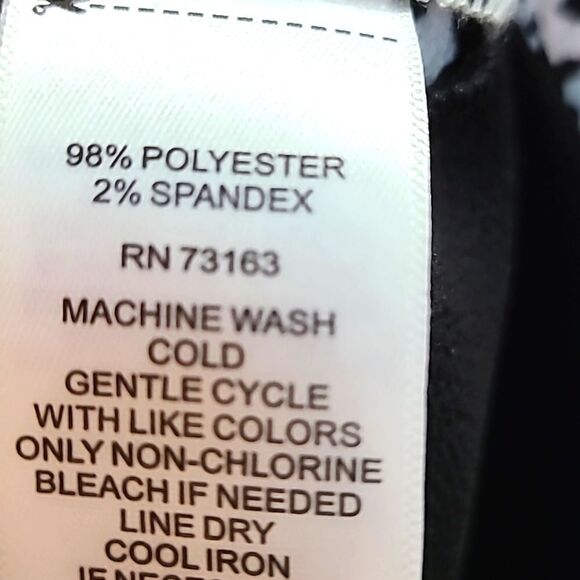 98% POLYESTER
2% SPANDEX
RN 73163
MACHINE WASH
COLD
GENTLE CYCLE
WITH LIKE COLORS
ONLY NON-CHLORINE
BLEACH IF NEEDED
LINE DRY
COOL IRON
IF